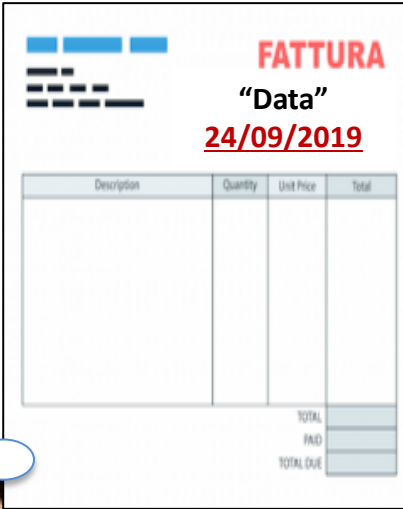 FATTURA
“Data”
24/09/2019
Description Quantity Unit Price Total
TOTAL
PAID
TOTAL DUE